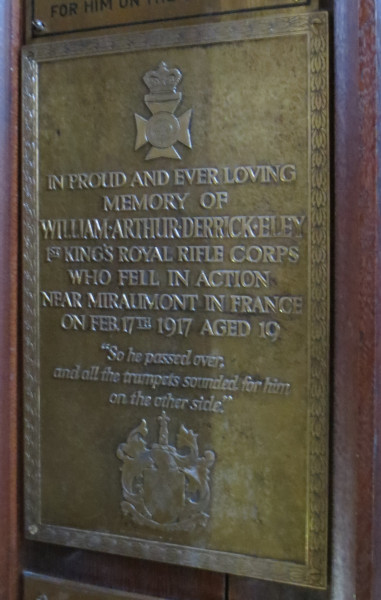 FOR HIM ON THE
IN PROUD AND EVER LOVING
MEMORY OF
WILLIAM·ARTHUR·DERRICK·ELEY
1ST KING'S ROYAL RIFLE CORPS
WHO FELL IN ACTION
NEAR MIRAUMONT IN FRANCE
ON FEB 17TH 1917 AGED 19
"So he passed over,
and all the trumpets sounded for him
on the other side."